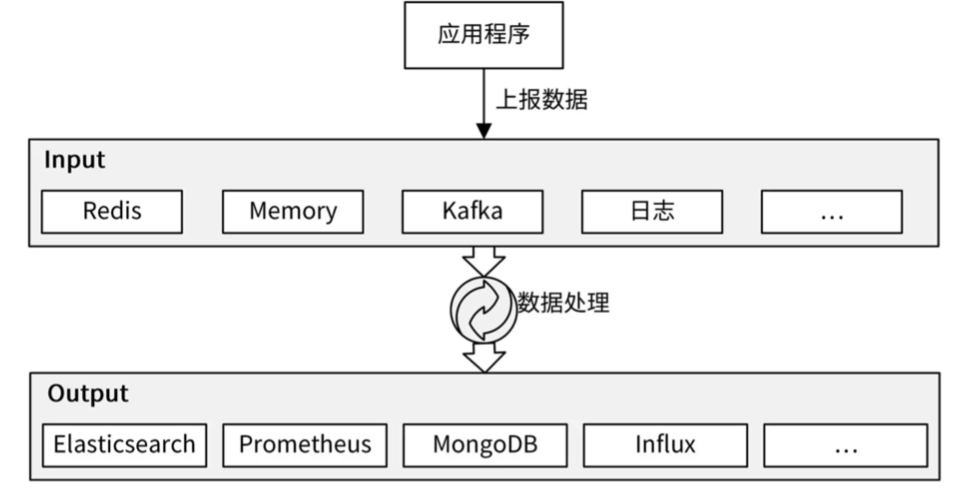 应用程序
上报数据
Input
Redis
Memory
Kafka
日志
...
数据处理
Output
Elasticsearch
Prometheus
MongoDB
Influx
...